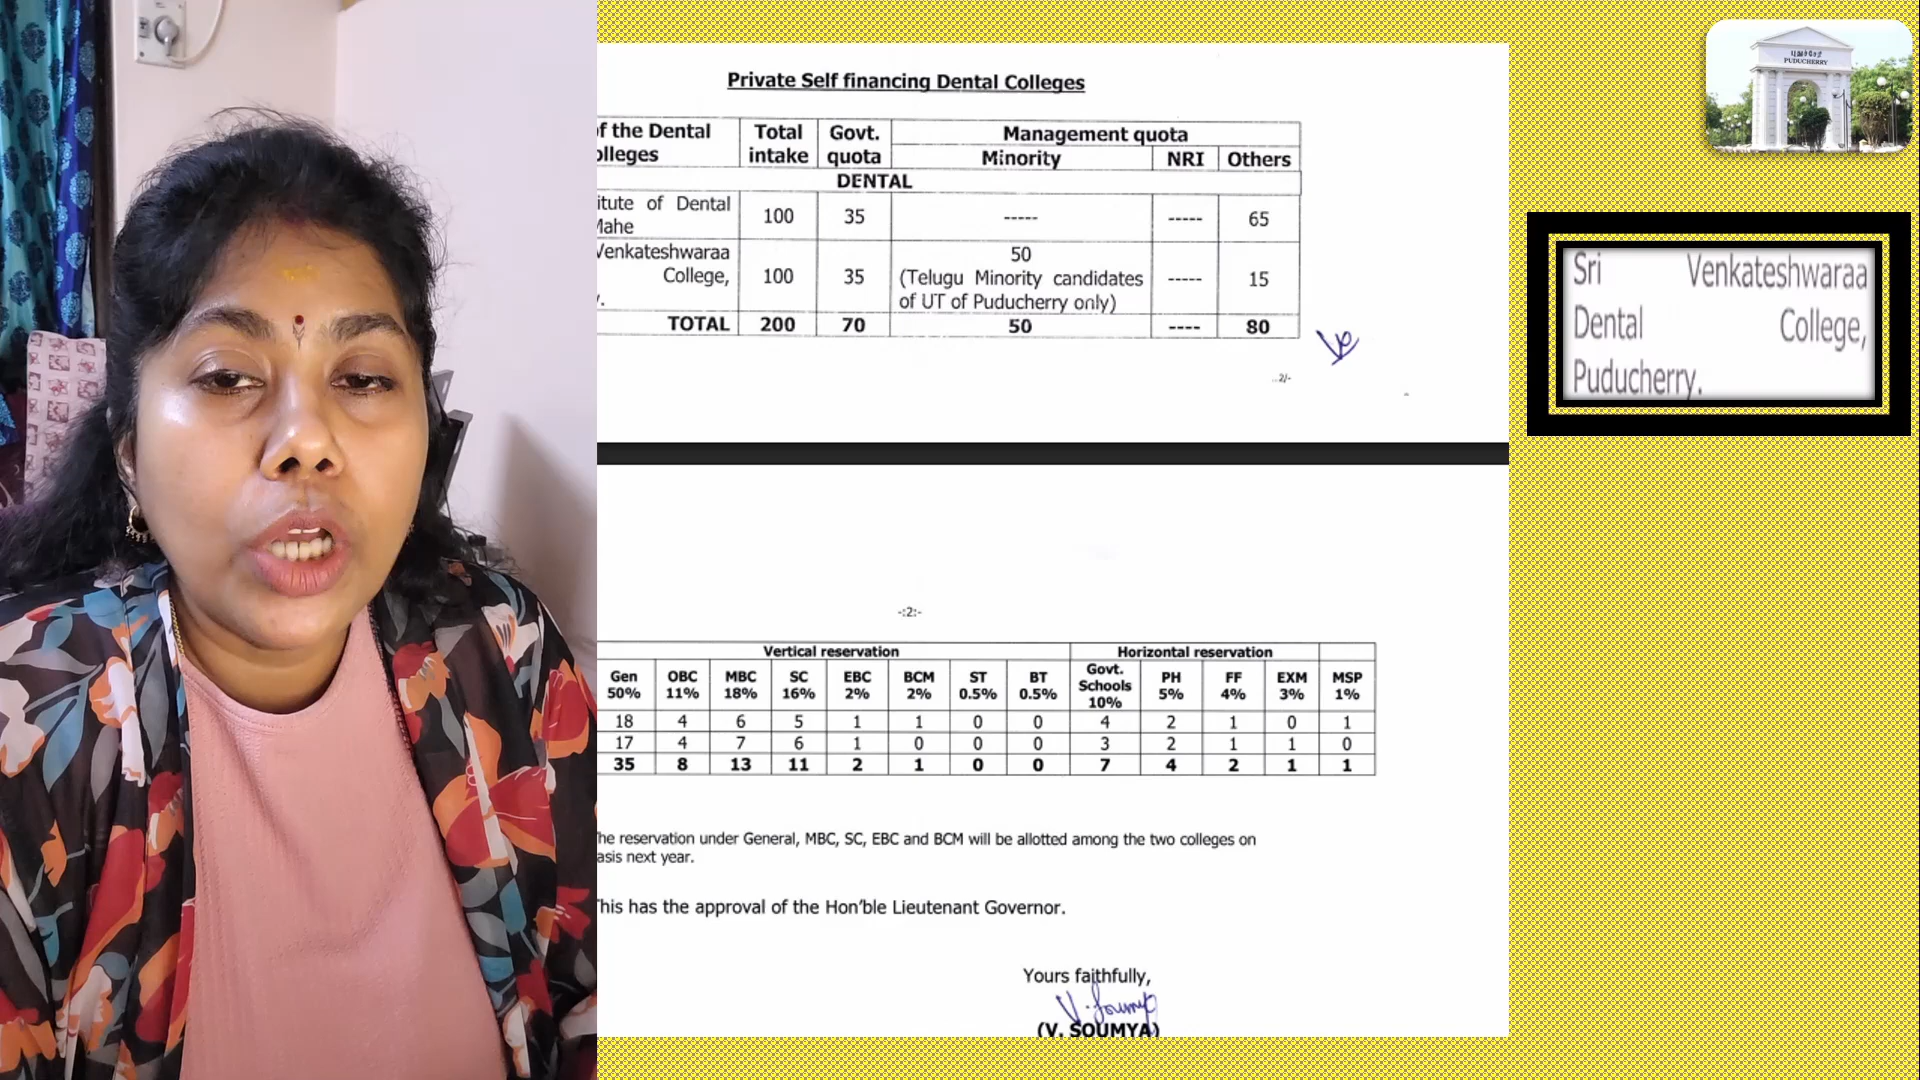 Private Self financing Dental Colleges
of the Dental Total Govt. Management quota
olleges intake quota Minority NRI Others
DENTAL
itute of Dental
Mahe 100 35 ----- ----- 65
Venkateshwaraa
College, 100 35 50 ----- 15
(Telugu Minority candidates
of UT of Puducherry only)
TOTAL 200 70 50 ---- 80
..2/-
-:2:-
Vertical reservation Horizontal reservation
Gen OBC MBC SC EBC BCM ST BT Govt. Schools PH FF EXM MSP
50% 11% 18% 16% 2% 2% 0.5% 0.5% 10% 5% 4% 3% 1%
18 4 6 5 1 1 0 0 4 2 1 0 1
17 4 7 6 1 0 0 0 3 2 1 1 0
35 8 13 11 2 1 0 0 7 4 2 1 1
he reservation under General, MBC, SC, EBC and BCM will be allotted among the two colleges on
asis next year.
This has the approval of the Hon'ble Lieutenant Governor.
Yours faithfully,
V. Soumya
(V. SOUMYA)
புதுச்சேரி
PUDUCHERRY
Sri Venkateshwaraa
Dental College,
Puducherry.